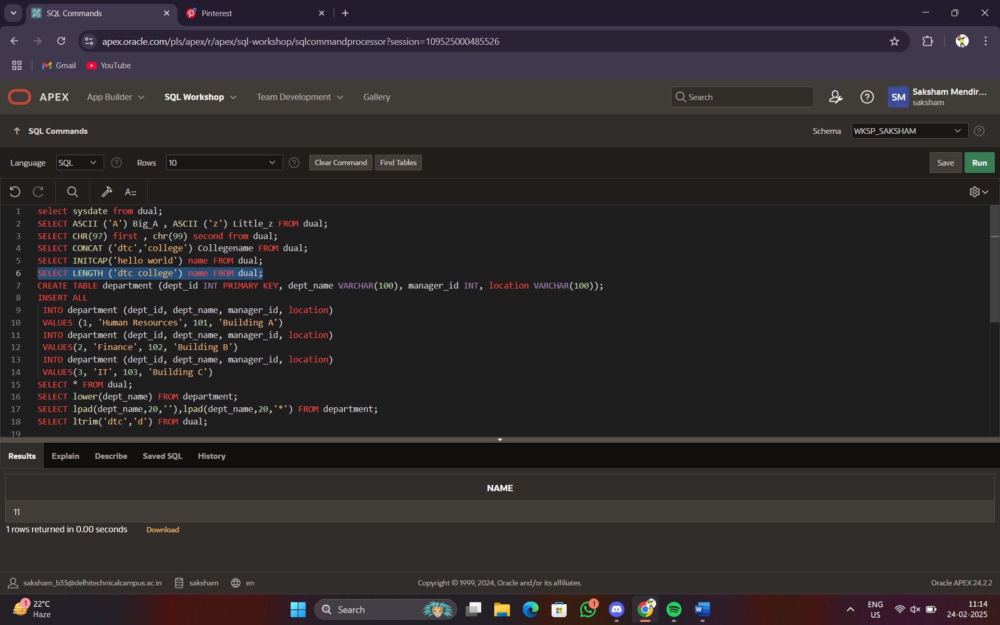 SQL Commands
Pinterest
apex.oracle.com/pls/apex/r/apex/sql-workshop/sqlcommandprocessor?session=109525000485526
Gmail
YouTube
APEX
App Builder
SQL Workshop
Team Development
Gallery
Search
SM
Saksham Mendir...
saksham
SQL Commands
Schema
WKSP_SAKSHAM
?
Language
SQL
?
Rows
10
?
Clear Command
Find Tables
Save
Run
A::
1 select sysdate from dual;
2 SELECT ASCII ('A') Big_A , ASCII ('z') Little_z FROM dual;
3 SELECT CHR(97) first , chr(99) second from dual;
4 SELECT CONCAT ('dtc','college') Collegename FROM dual;
5 SELECT INITCAP('hello world') name FROM dual;
6 SELECT LENGTH ('dtc college') name FROM dual;
7 CREATE TABLE department (dept_id INT PRIMARY KEY, dept_name VARCHAR(100), manager_id INT, location VARCHAR(100));
8 INSERT ALL
9 INTO department (dept_id, dept_name, manager_id, location)
10 VALUES (1, 'Human Resources', 101, 'Building A')
11 INTO department (dept_id, dept_name, manager_id, location)
12 VALUES(2, 'Finance', 102, 'Building B')
13 INTO department (dept_id, dept_name, manager_id, location)
14 VALUES(3, 'IT', 103, 'Building C')
15 SELECT * FROM dual;
16 SELECT lower(dept_name) FROM department;
17 SELECT lpad(dept_name,20,''),lpad(dept_name,20,'*') FROM department;
18 SELECT ltrim('dtc','d') FROM dual;
19
Results
Explain
Describe
Saved SQL
History
NAME
11
1 rows returned in 0.00 seconds
Download
saksham_b33@delhitechnicalcampus.ac.in
saksham
en
Copyright © 1999, 2024, Oracle and/or its affiliates.
Oracle APEX 24.2.2
1
22°C
Haze
Search
1
W
ENG
US
11:14
24-02-2025